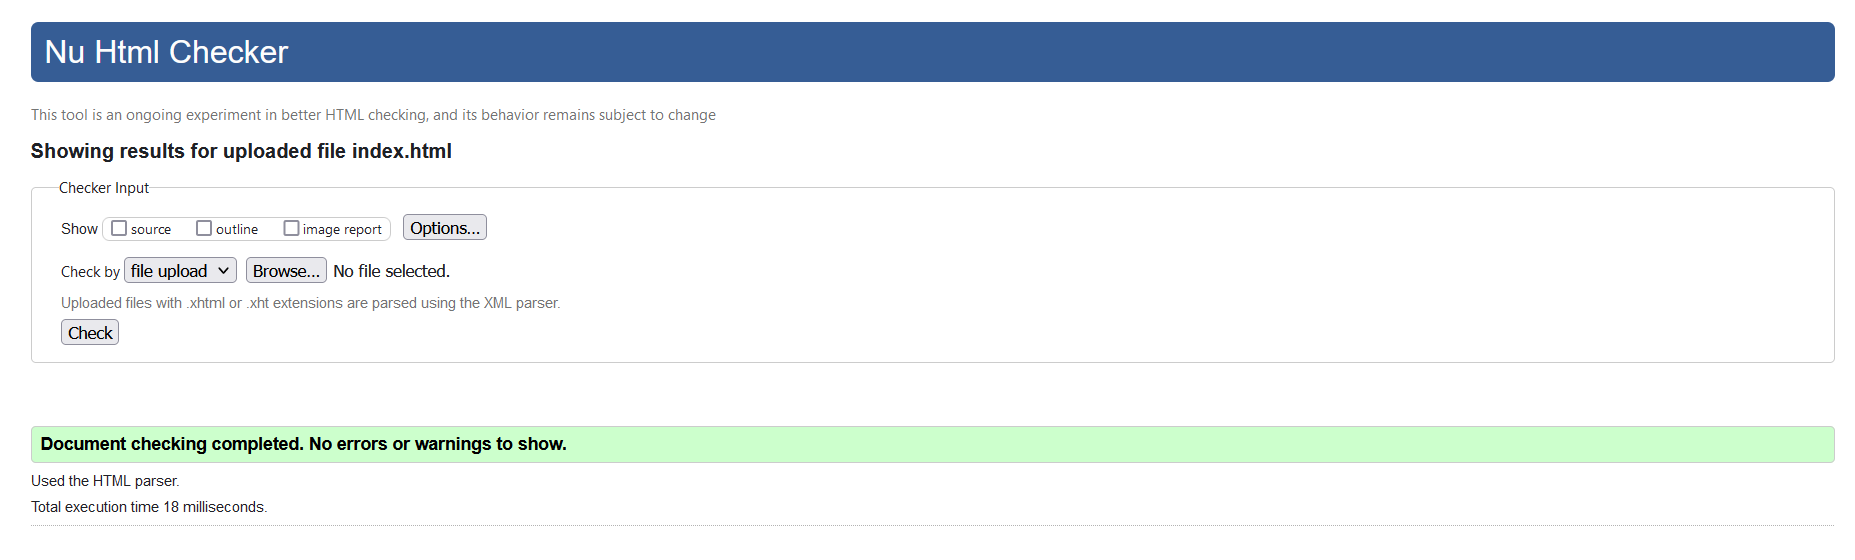 Nu Html Checker
This tool is an ongoing experiment in better HTML checking, and its behavior remains subject to change
Showing results for uploaded file index.html
Checker Input
Show source outline image report Options...
Check by file upload Browse... No file selected.
Uploaded files with .xhtml or .xht extensions are parsed using the XML parser.
Check
Document checking completed. No errors or warnings to show.
Used the HTML parser.
Total execution time 18 milliseconds.